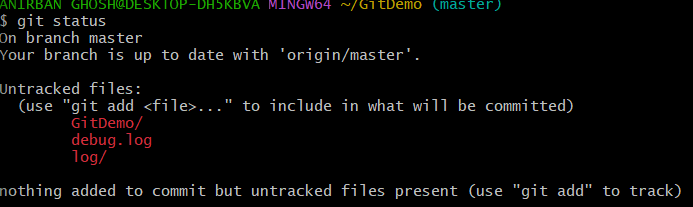 ANIRBAN GHOSH@DESKTOP-DH5KBVA MINGW64 ~/GitDemo (master)
$ git status
On branch master
Your branch is up to date with 'origin/master'.
Untracked files:
(use "git add <file>..." to include in what will be committed)
GitDemo/
debug.log
log/
nothing added to commit but untracked files present (use "git add" to track)